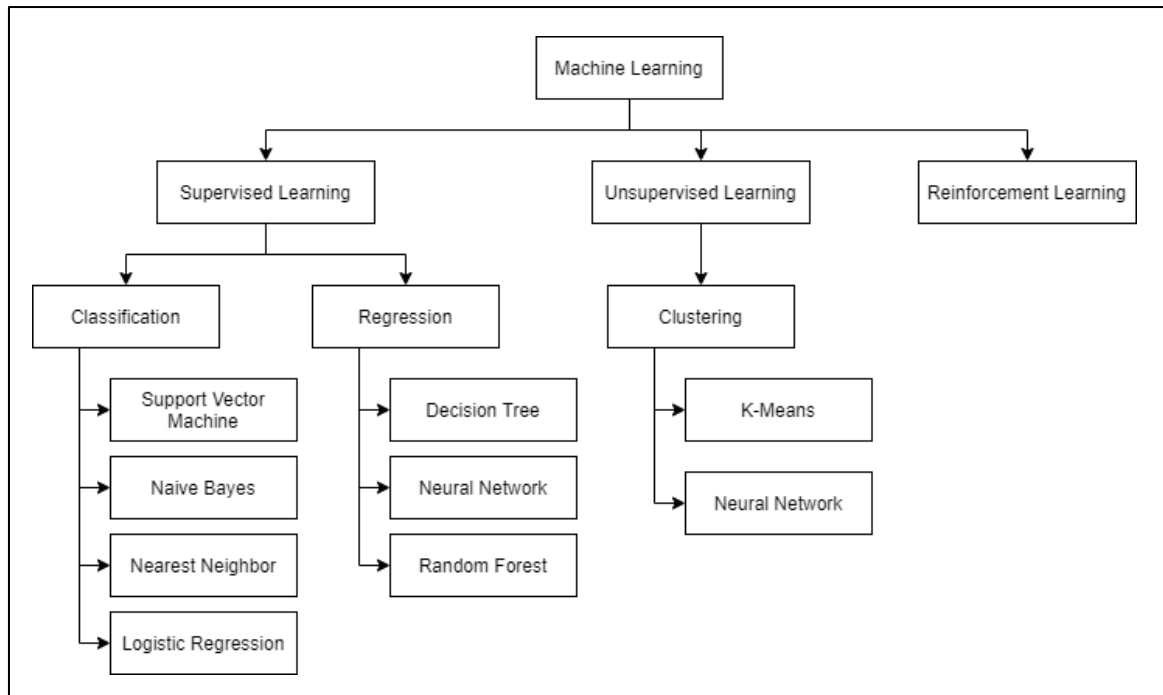 Machine Learning
Supervised Learning
Unsupervised Learning
Reinforcement Learning
Classification
Regression
Clustering
Support Vector
Machine
Decision Tree
K-Means
Naive Bayes
Neural Network
Neural Network
Nearest Neighbor
Random Forest
Logistic Regression